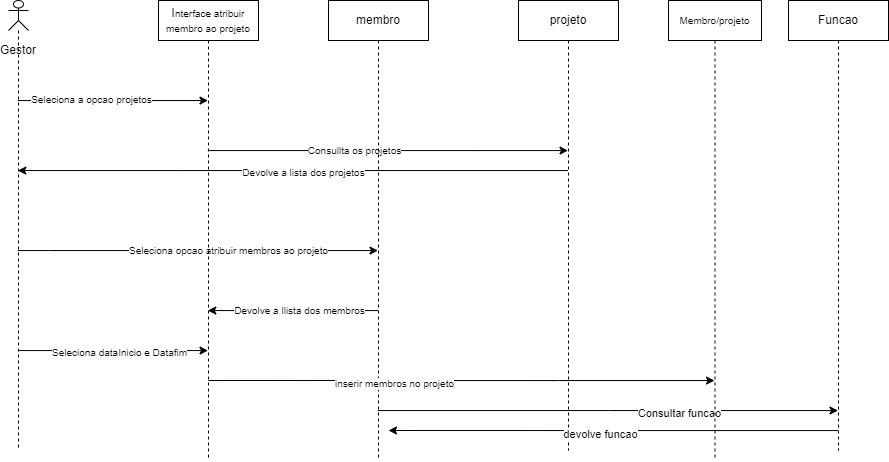 Gestor
Interface atribuir
membro ao projeto
membro
projeto
Membro/projeto
Funcao
Seleciona a opcao projetos
Consullta os projetos
Devolve a lista dos projetos
Seleciona opcao atribuir membros ao projeto
Devolve a llista dos membros
Seleciona dataInicio e Datafim
inserir membros no projeto
Consultar funcao
devolve funcao